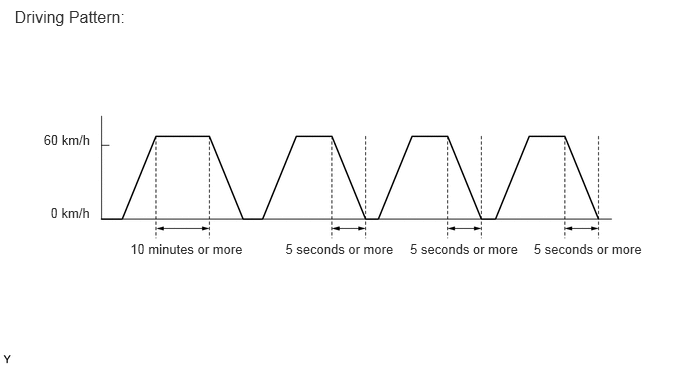 Driving Pattern:
60 km/h
0 km/h
10 minutes or more 5 seconds or more 5 seconds or more 5 seconds or more
Y